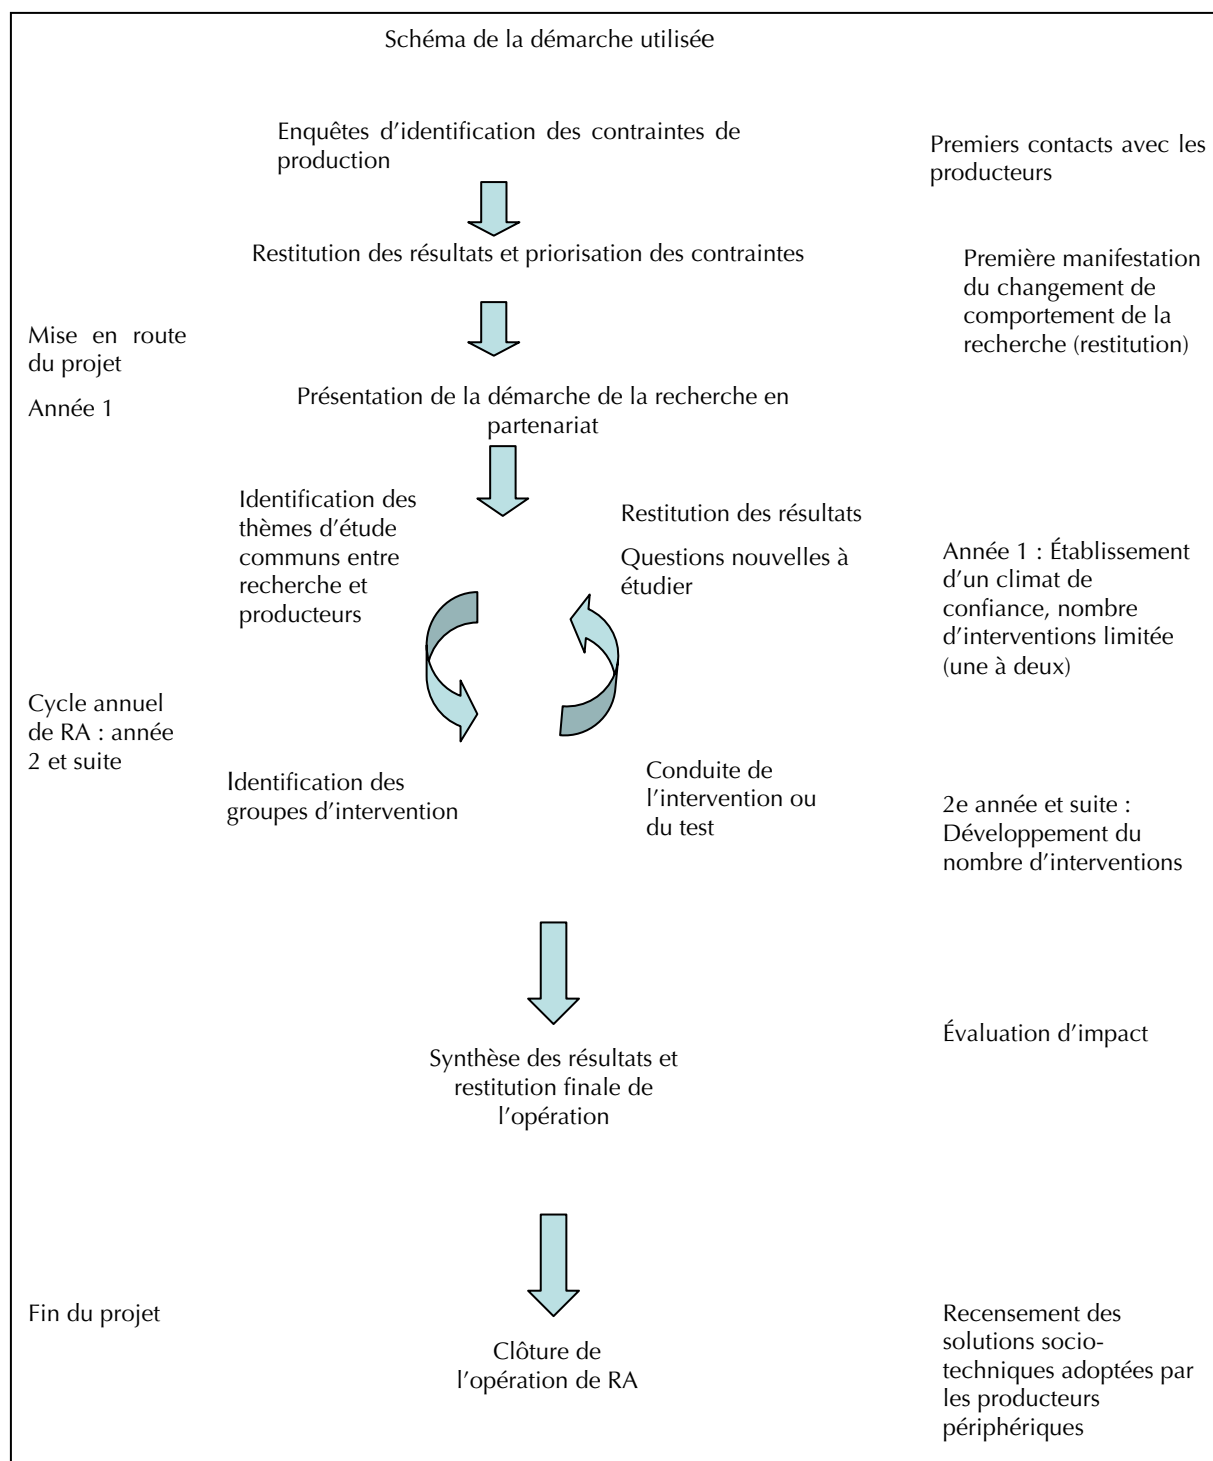 Schéma de la démarche utilisée
Enquêtes d'identification des contraintes de
production
Premiers contacts avec les
producteurs
Restitution des résultats et priorisation des contraintes
Première manifestation
du changement de
comportement de la
recherche (restitution)
Mise en route
du projet
Année 1
Présentation de la démarche de la recherche en
partenariat
Identification des
thèmes d'étude
communs entre
recherche et
producteurs
Restitution des résultats
Questions nouvelles à
étudier
Année 1 : Établissement
d'un climat de
confiance, nombre
d'interventions limitée
(une à deux)
Cycle annuel
de RA : année
2 et suite
Identification des
groupes d'intervention
Conduite de
l'intervention ou
du test
2e année et suite :
Développement du
nombre d'interventions
Évaluation d'impact
Synthèse des résultats et
restitution finale de
l'opération
Fin du projet
Clôture de
l'opération de RA
Recensement des
solutions socio-
techniques adoptées par
les producteurs
périphériques